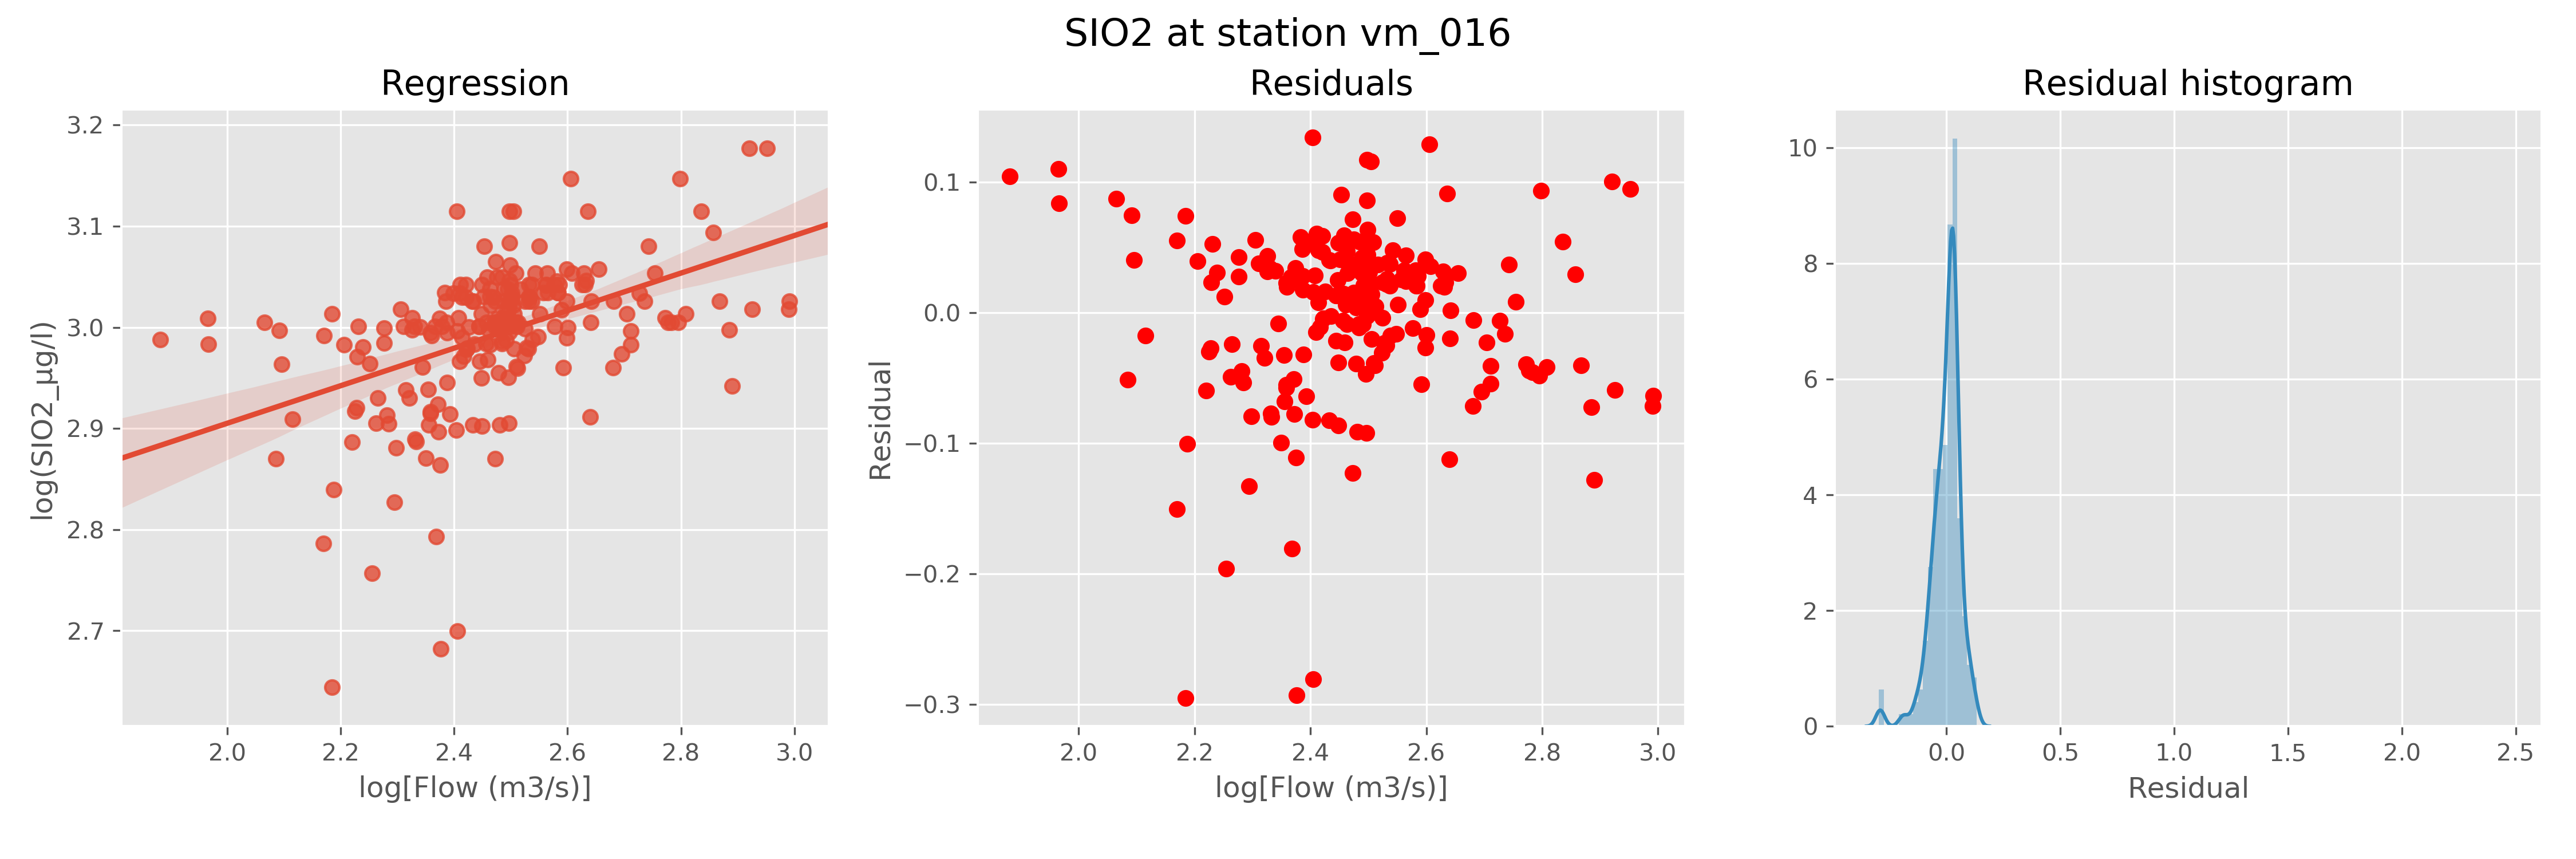 SIO2 at station vm_016
Regression
3.2
3.1
3.0
2.9
2.8
2.7
log(SIO2_µg/l)
2.0 2.2 2.4 2.6 2.8 3.0
log[Flow (m3/s)]
Residuals
0.1
0.0
−0.1
−0.2
−0.3
Residual
2.0 2.2 2.4 2.6 2.8 3.0
log[Flow (m3/s)]
Residual histogram
10
8
6
4
2
0
0.0 0.5 1.0 1.5 2.0 2.5
Residual